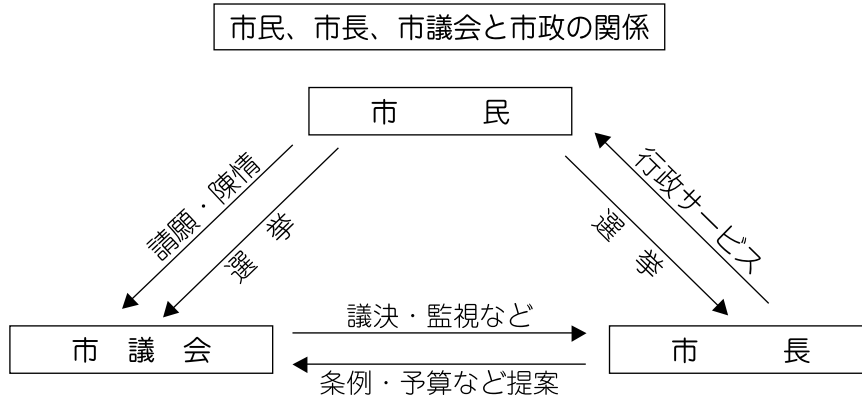 市民、市長、市議会と市政の関係
市　　　民
請願・陳情
選　挙
選　挙
行政サービス
議決・監視など
市　議　会
市　　　長
条例・予算など提案